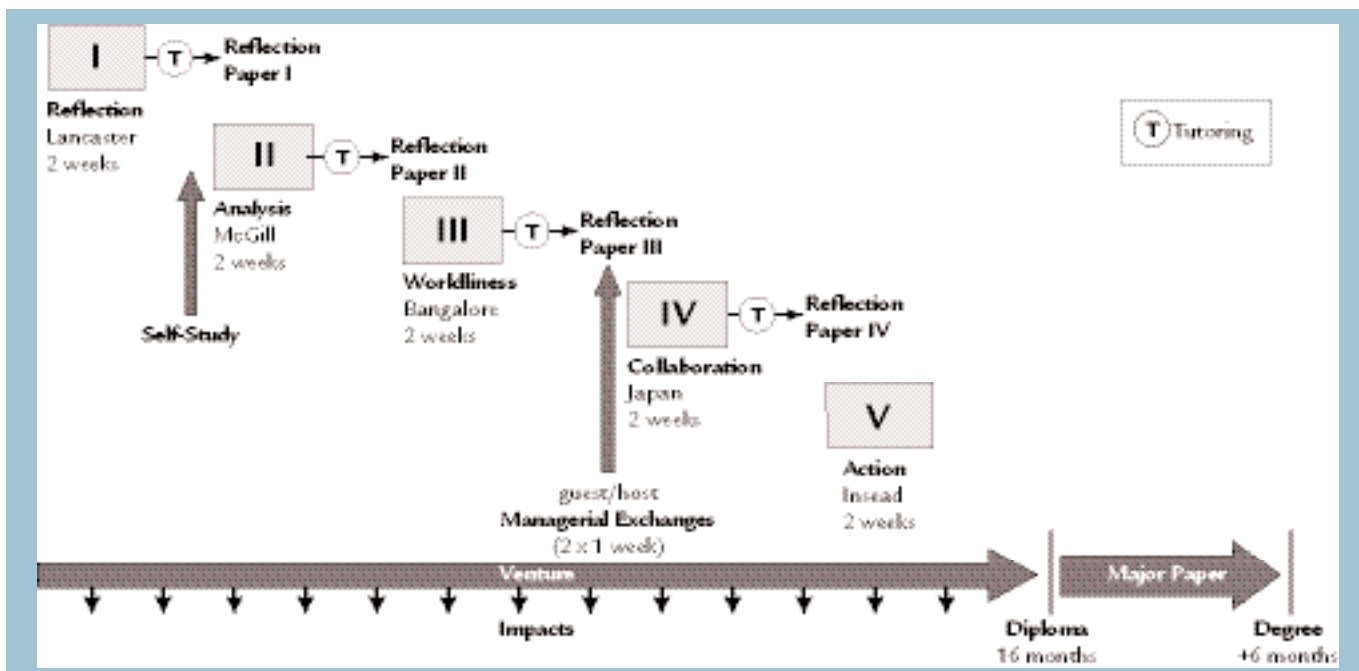 I
T
Reflection
Paper I
Reflection
Lancaster
2 weeks
II
T
Reflection
Paper II
Analysis
McGill
2 weeks
Self-Study
III
T
Reflection
Paper III
Worldliness
Bangalore
2 weeks
IV
T
Reflection
Paper IV
Collaboration
Japan
2 weeks
V
Action
Insead
2 weeks
T Tutoring
guest/host
Managerial Exchanges
(2 x 1 week)
Venture
Major Paper
Impacts
Diploma
16 months
Degree
+6 months